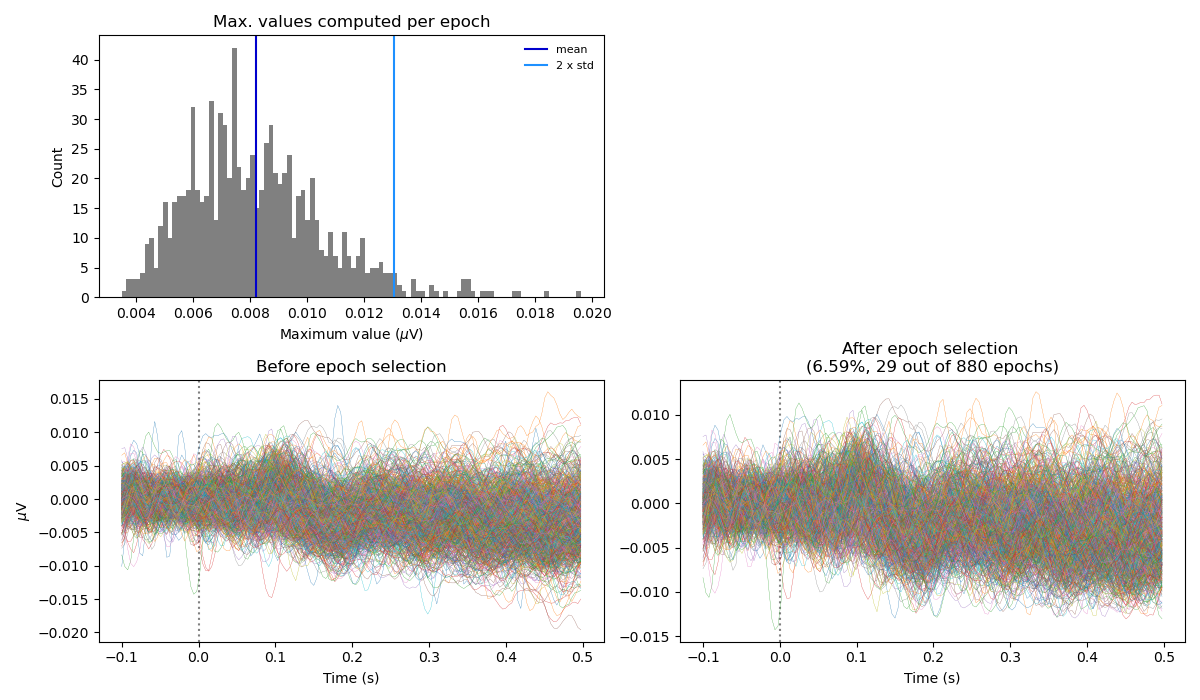 Max. values computed per epoch
mean
2 x std
Count
40
35
30
25
20
15
10
5
0
0.004 0.006 0.008 0.010 0.012 0.014 0.016 0.018 0.020
Maximum value (μV)
Before epoch selection
μV
0.015
0.010
0.005
0.000
−0.005
−0.010
−0.015
−0.020
−0.1 0.0 0.1 0.2 0.3 0.4 0.5
Time (s)
After epoch selection
(6.59%, 29 out of 880 epochs)
0.010
0.005
0.000
−0.005
−0.010
−0.015
−0.1 0.0 0.1 0.2 0.3 0.4 0.5
Time (s)